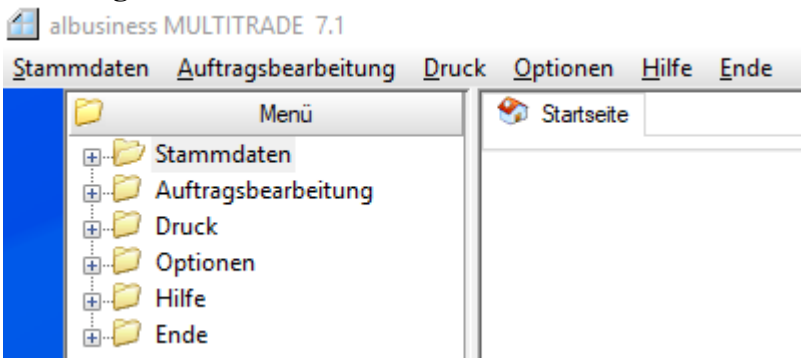 albusiness MULTITRADE 7.1
Stammdaten Auftragsbearbeitung Druck Optionen Hilfe Ende
Menü
Startseite
Stammdaten
Auftragsbearbeitung
Druck
Optionen
Hilfe
Ende